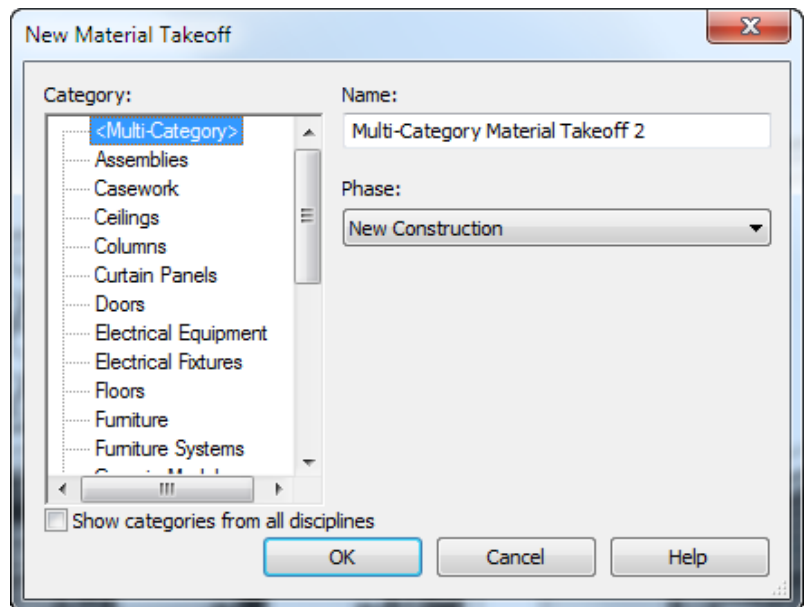 New Material Takeoff
Category:
<Multi-Category>
Assemblies
Casework
Ceilings
Columns
Curtain Panels
Doors
Electrical Equipment
Electrical Fixtures
Floors
Furniture
Furniture Systems
Show categories from all disciplines
Name:
Multi-Category Material Takeoff 2
Phase:
New Construction
OK
Cancel
Help